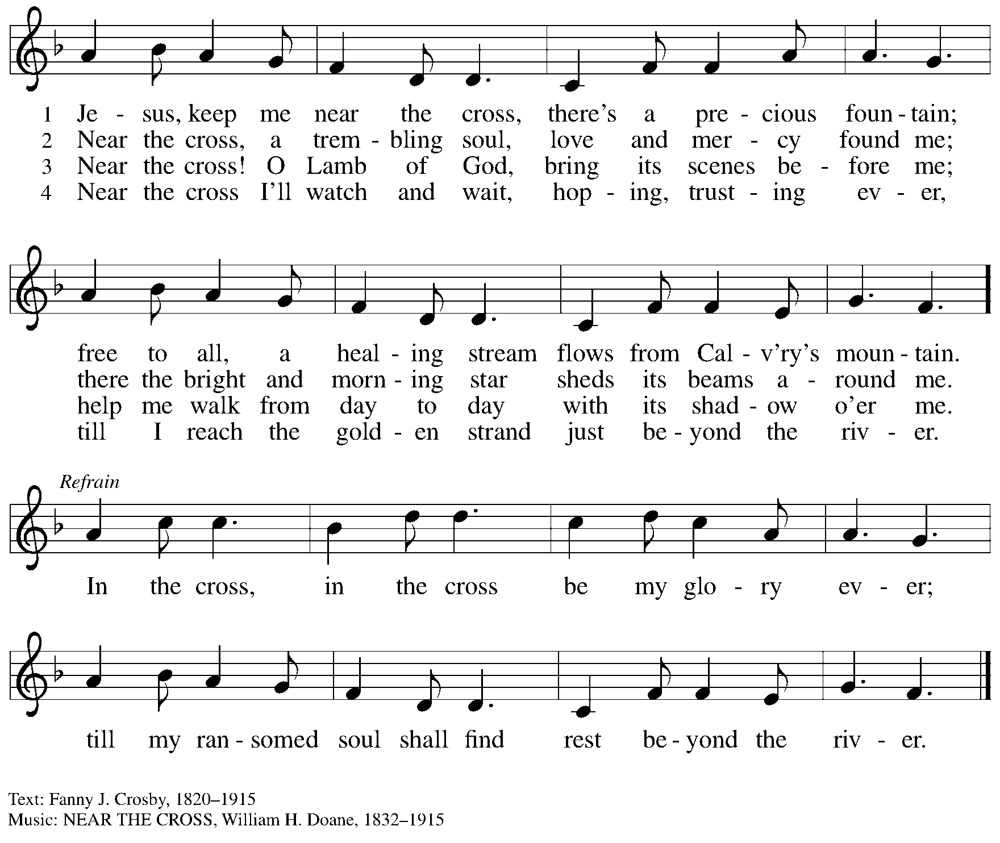 1 Je - sus, keep me near the cross, there's a pre - cious foun - tain;
2 Near the cross, a trem - bling soul, love and mer - cy found me;
3 Near the cross! O Lamb of God, bring its scenes be - fore me;
4 Near the cross I'll watch and wait, hop - ing, trust - ing ev - er,
free to all, a heal - ing stream flows from Cal - v'ry's moun - tain.
there the bright and morn - ing star sheds its beams a - round me.
help me walk from day to day with its shad - ow o'er me.
till I reach the gold - en strand just be - yond the riv - er.
Refrain
In the cross, in the cross be my glo - ry ev - er;
till my ran - somed soul shall find rest be - yond the riv - er.
Text: Fanny J. Crosby, 1820–1915
Music: NEAR THE CROSS, William H. Doane, 1832–1915